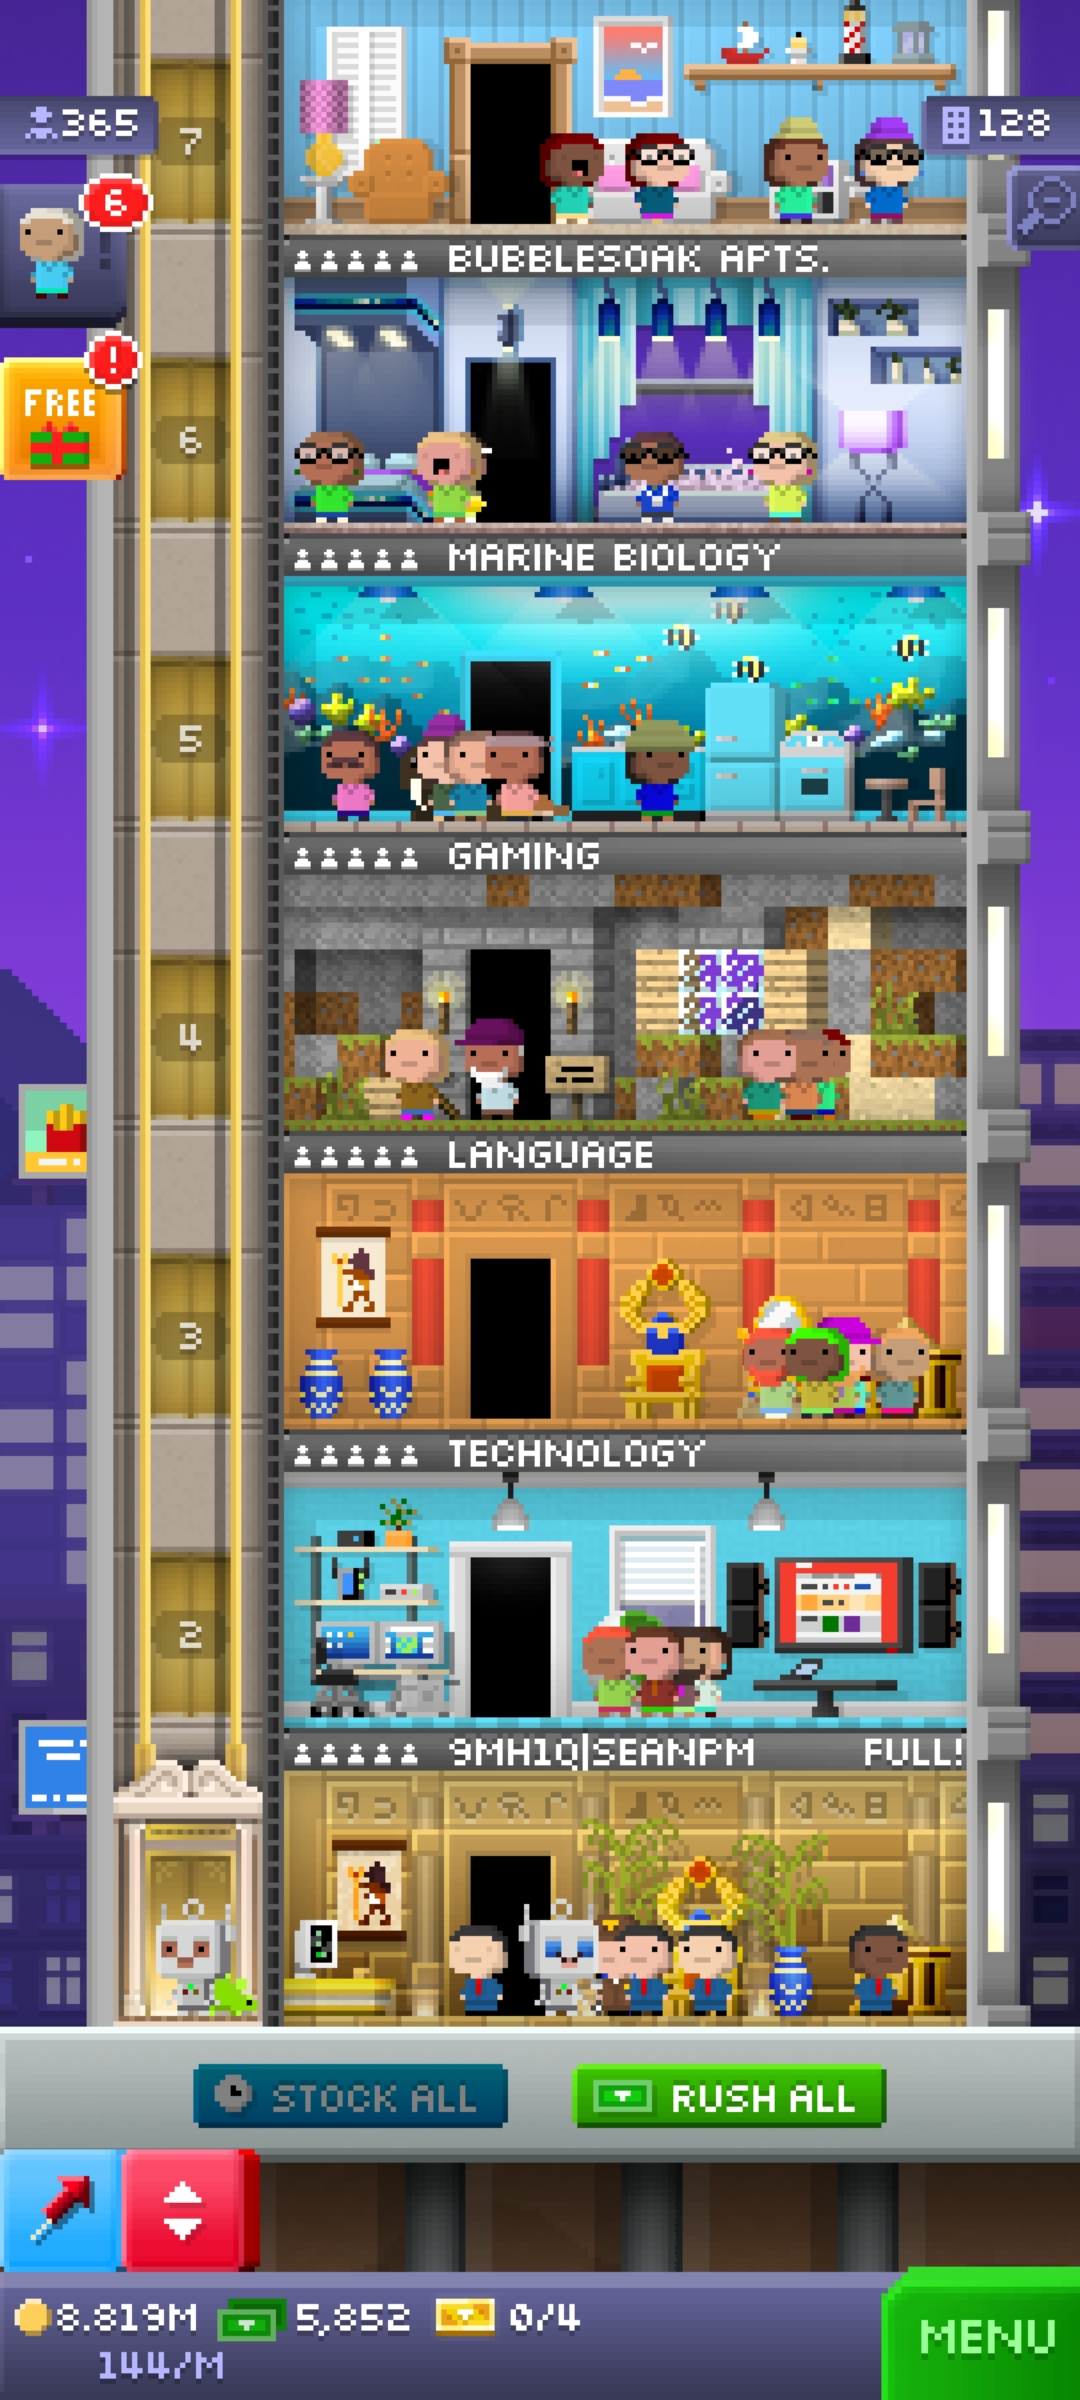 365
7
128
6
BUBBLESOAK APTS.
!
FREE
6
MARINE BIOLOGY
5
GAMING
4
LANGUAGE
3
TECHNOLOGY
2
9MH1Q|SEANPM FULL!
STOCK ALL
RUSH ALL
8.819M 5,852 0/4
144/M
MENU